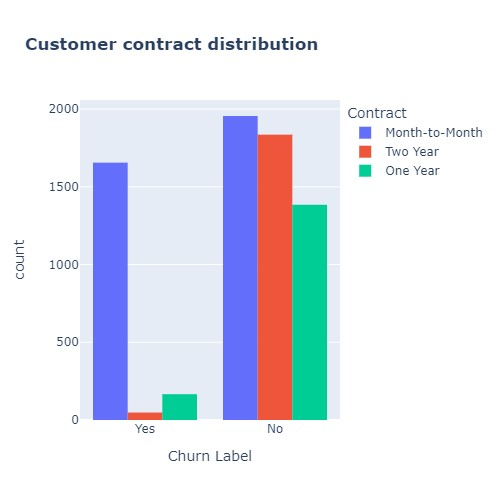 Customer contract distribution
Contract
Month-to-Month
Two Year
One Year
2000
1500
1000
500
0
count
Yes
No
Churn Label